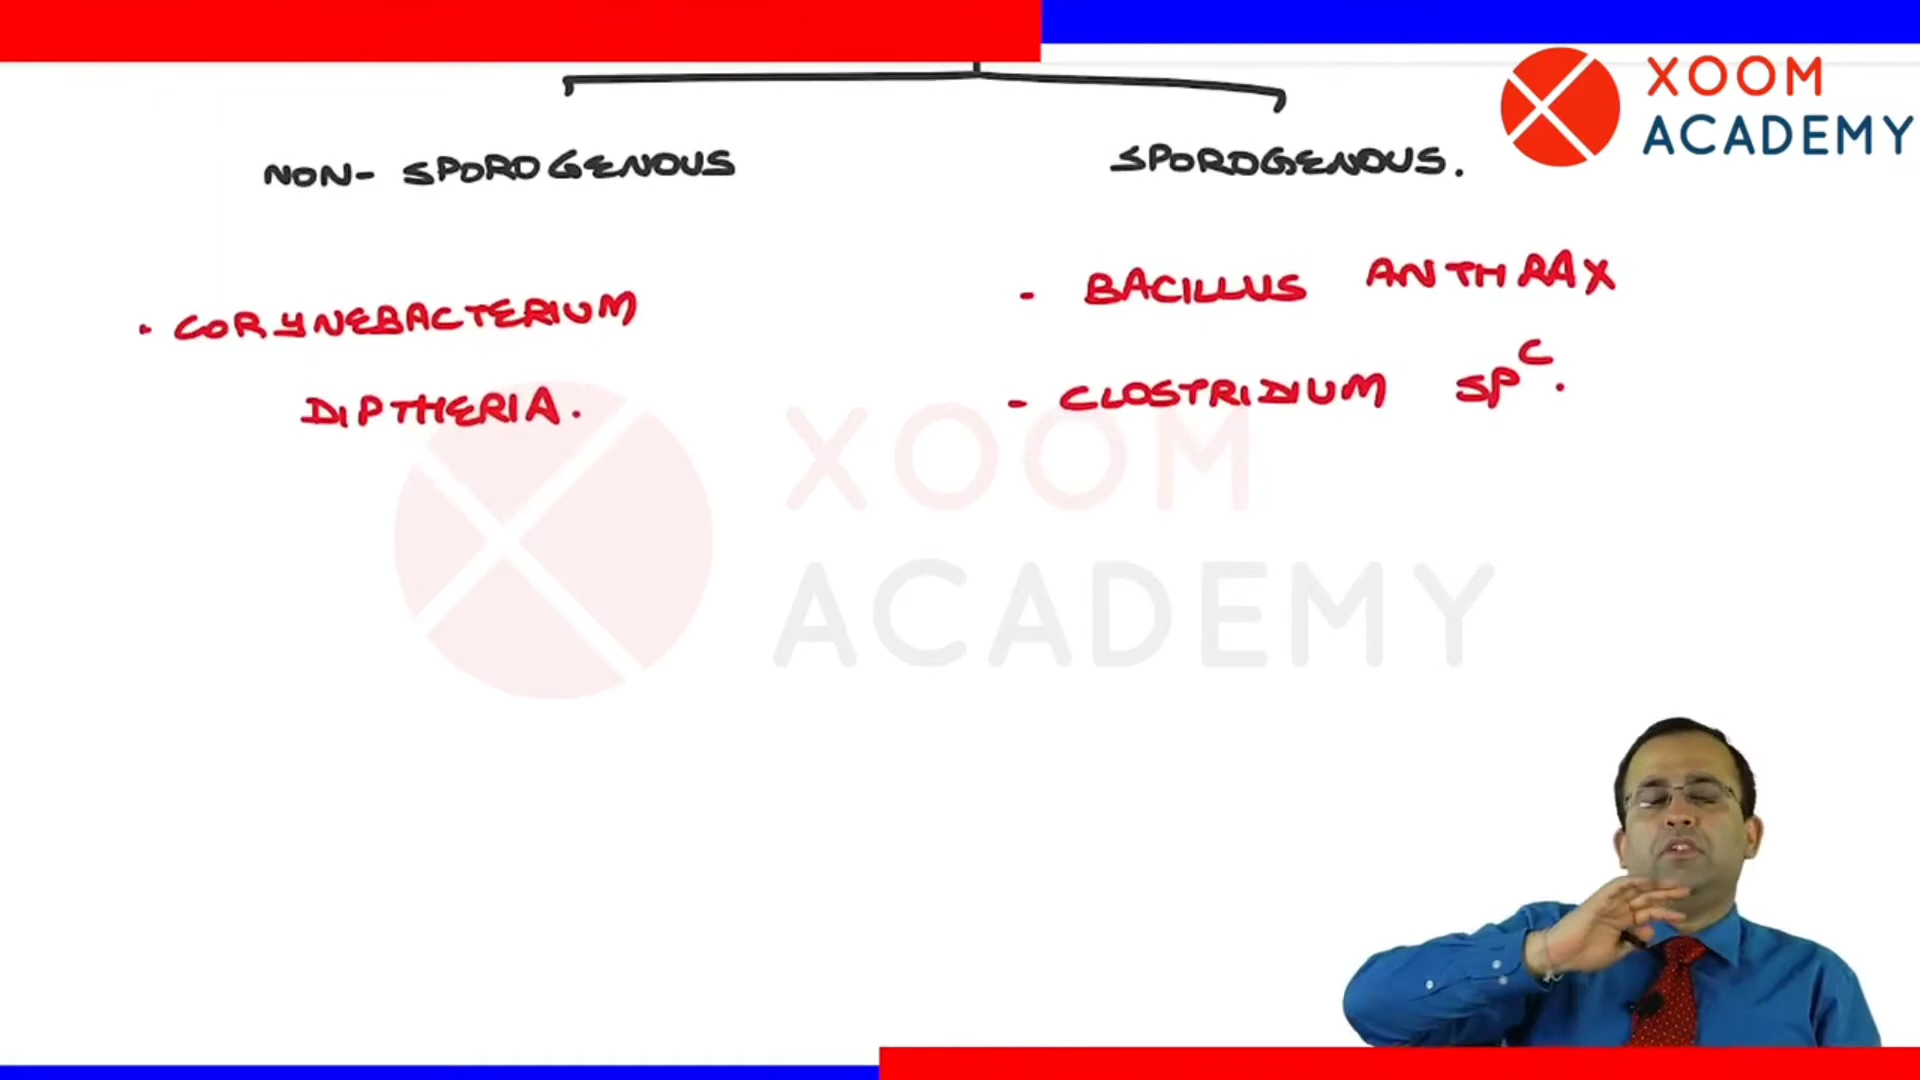 XOOM
ACADEMY
NON- SPOROGENOUS
SPOROGENOUS.
· CORYNEBACTERIUM
DIPTHERIA.
- BACILLUS ANTHRAX
- CLOSTRIDIUM SPC.
XOOM
ACADEMY